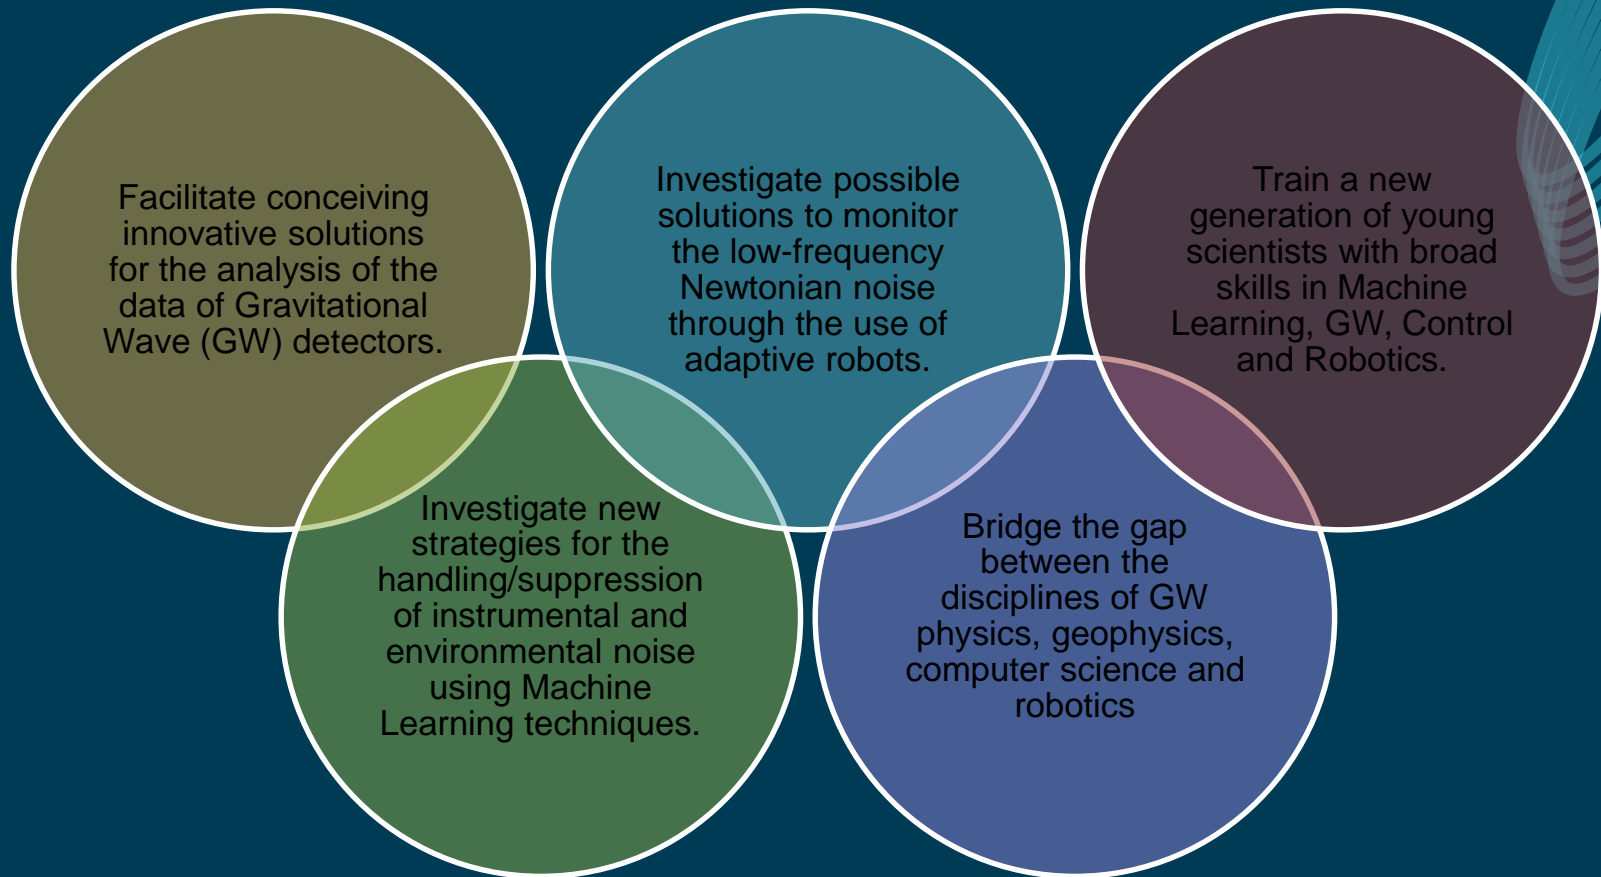 Facilitate conceiving
innovative solutions
for the analysis of the
data of Gravitational
Wave (GW) detectors.
Investigate new
strategies for the
handling/suppression
of instrumental and
environmental noise
using Machine
Learning techniques.
Investigate possible
solutions to monitor
the low-frequency
Newtonian noise
through the use of
adaptive robots.
Bridge the gap
between the
disciplines of GW
physics, geophysics,
computer science and
robotics
Train a new
generation of young
scientists with broad
skills in Machine
Learning, GW, Control
and Robotics.